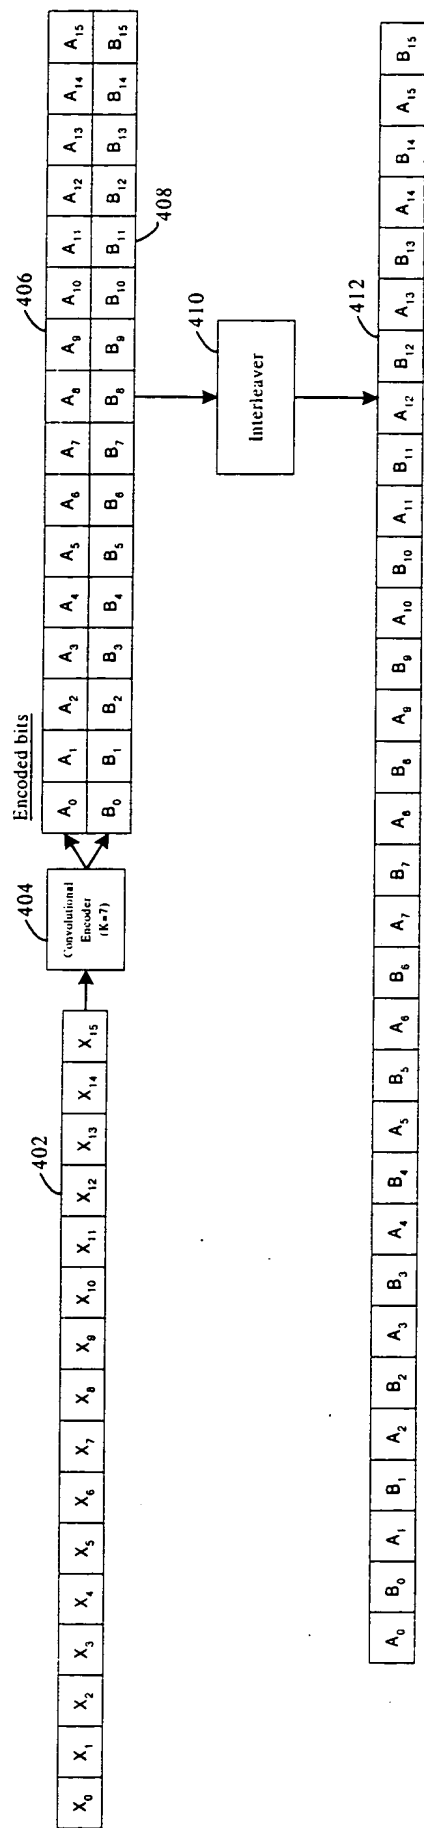 402
X₀ X₁ X₂ X₃ X₄ X₅ X₆ X₇ X₈ X₉ X₁₀ X₁₁ X₁₂ X₁₃ X₁₄ X₁₅
404
Convolutional
Encoder
(K=7)
Encoded bits
406
A₀ A₁ A₂ A₃ A₄ A₅ A₆ A₇ A₈ A₉ A₁₀ A₁₁ A₁₂ A₁₃ A₁₄ A₁₅
B₀ B₁ B₂ B₃ B₄ B₅ B₆ B₇ B₈ B₉ B₁₀ B₁₁ B₁₂ B₁₃ B₁₄ B₁₅
408
410
Interleaver
412
A₀ B₀ A₁ B₁ A₂ B₂ A₃ B₃ A₄ B₄ A₅ B₅ A₆ B₆ A₇ B₇ A₈ B₈ A₉ B₉ A₁₀ B₁₀ A₁₁ B₁₁ A₁₂ B₁₂ A₁₃ B₁₃ A₁₄ B₁₄ A₁₅ B₁₅